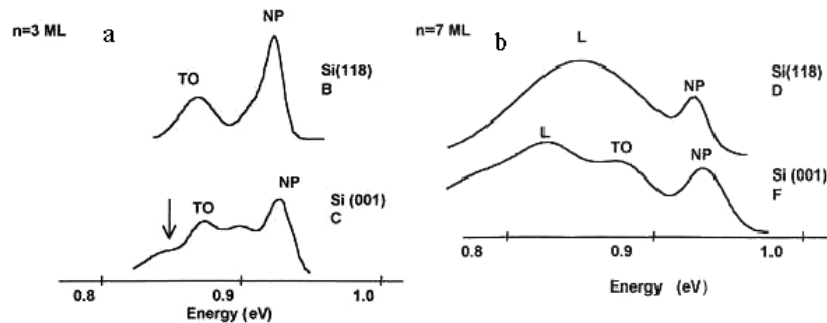 n=3 ML
a
NP
TO
Si(118)
B
NP
TO
Si (001)
C
0.8
0.9
1.0
Energy (eV)
n=7 ML
b
L
NP
Si(118)
D
L
TO
NP
Si (001)
F
0.8
0.9
1.0
Energy (eV)